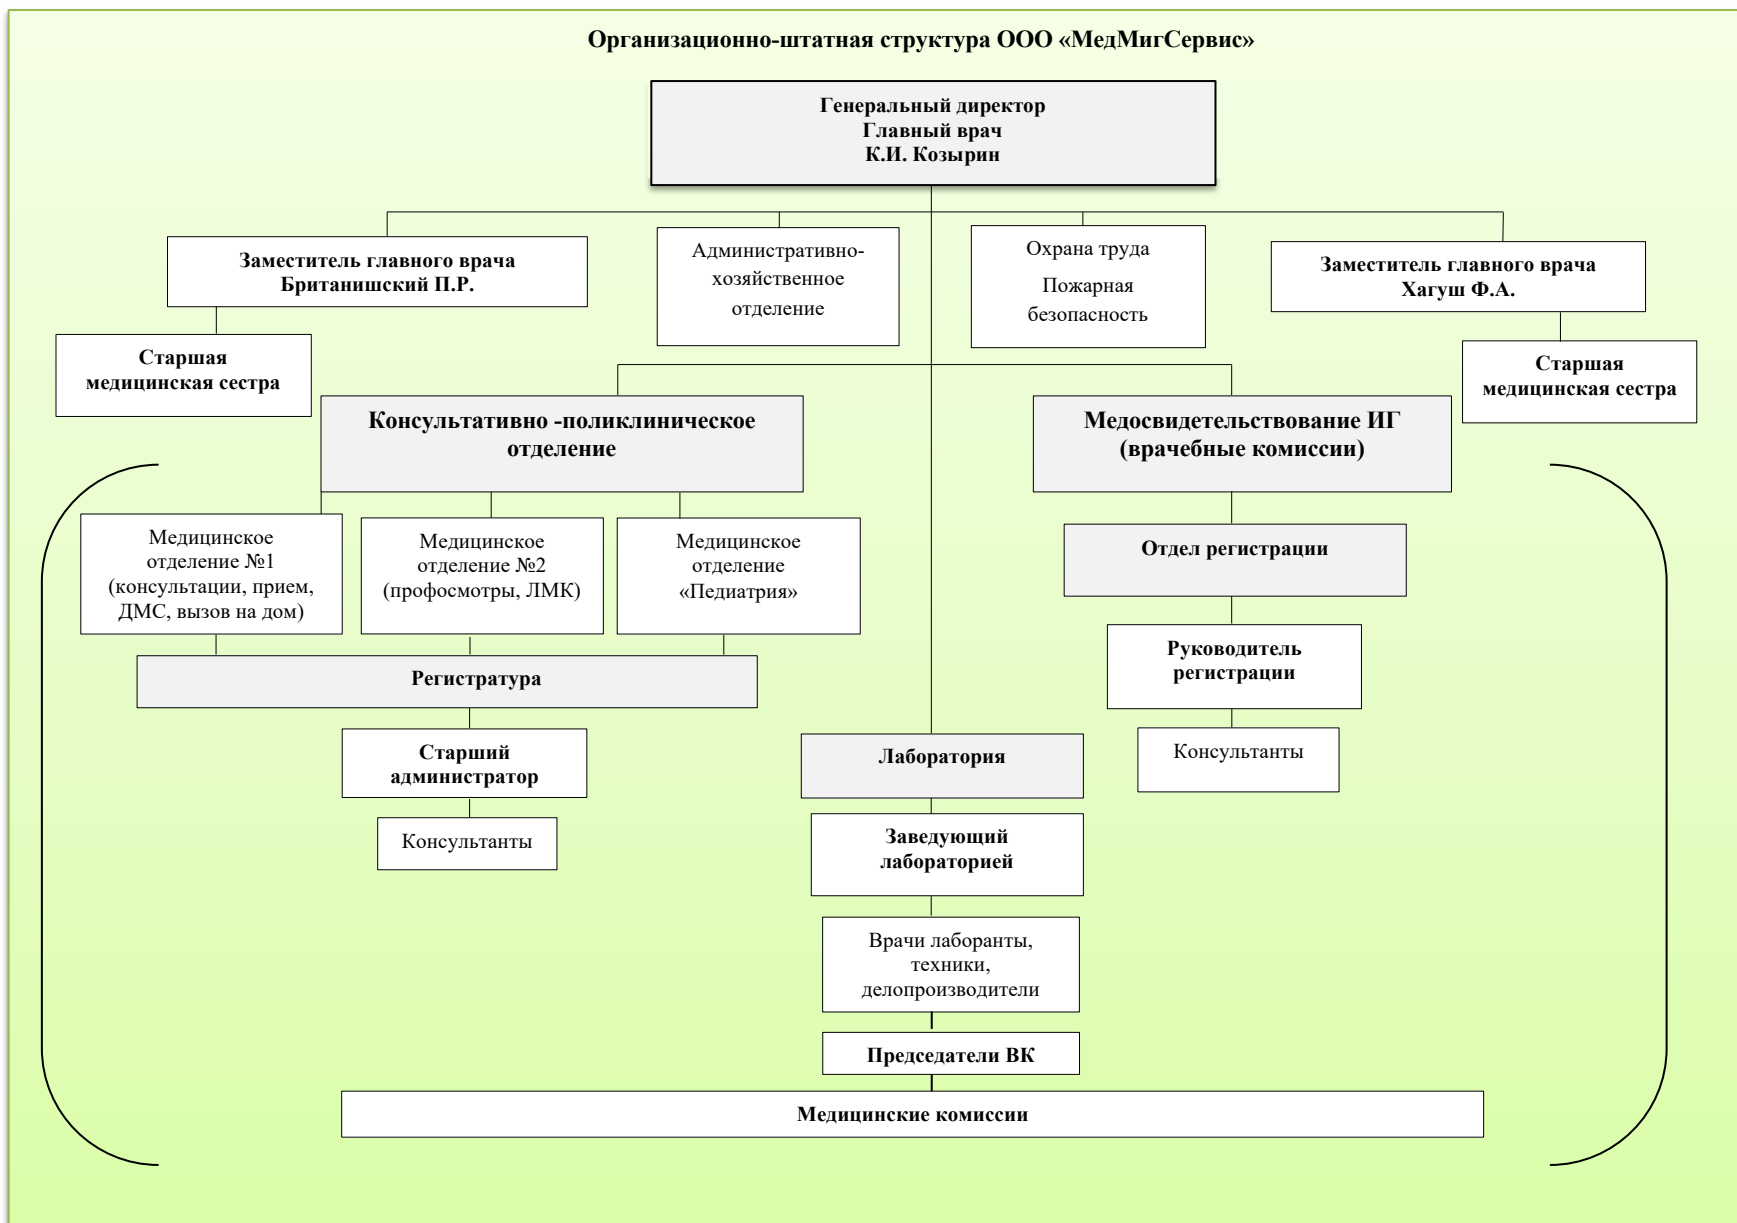 Организационно-штатная структура ООО «МедМигСервис»
Генеральный директор
Главный врач
К.И. Козырин
Заместитель главного врача
Британишский П.Р.
Административно-
хозяйственное
отделение
Охрана труда
Пожарная
безопасность
Заместитель главного врача
Хагуш Ф.А.
Старшая
медицинская сестра
Старшая
медицинская сестра
Консультативно -поликлиническое
отделение
Медосвидетельствование ИГ
(врачебные комиссии)
Медицинское
отделение №1
(консультации, прием,
ДМС, вызов на дом)
Медицинское
отделение №2
(профосмотры, ЛМК)
Медицинское
отделение
«Педиатрия»
Отдел регистрации
Регистратура
Руководитель
регистрации
Старший
администратор
Консультанты
Лаборатория
Консультанты
Заведующий
лабораторией
Врачи лаборанты,
техники,
делопроизводители
Председатели ВК
Медицинские комиссии